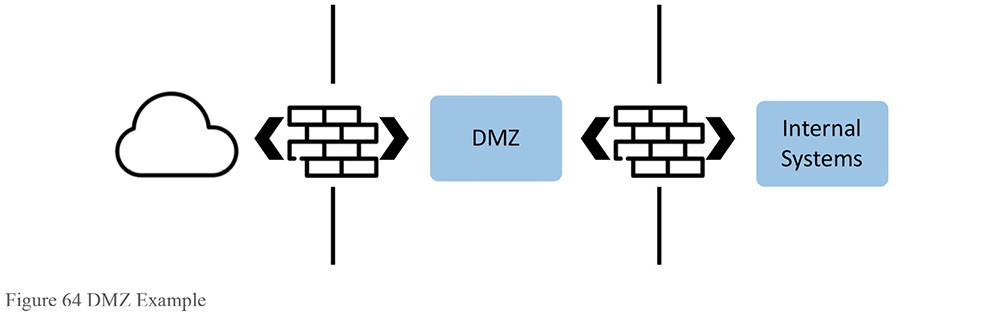 DMZ
Internal
Systems
Figure 64 DMZ Example